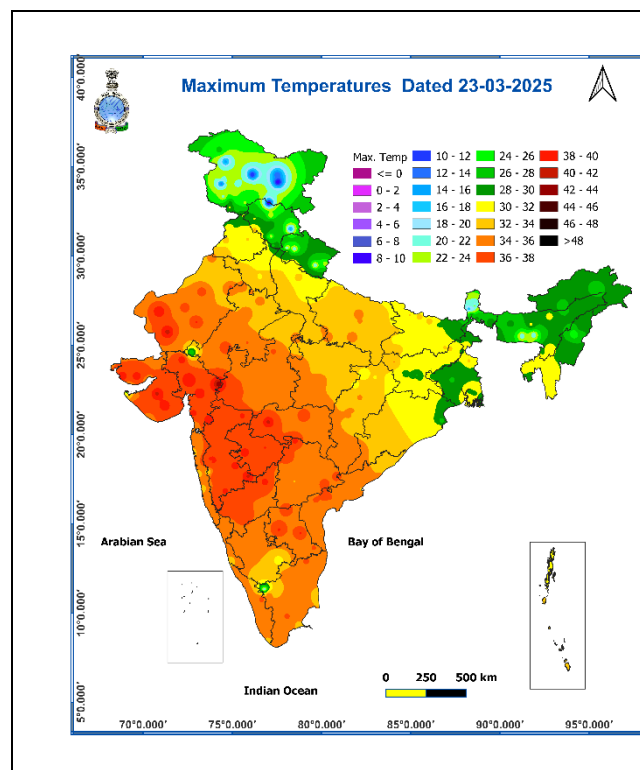 Maximum Temperatures Dated 23-03-2025
Max. Temp
<= 0
0 - 2
2 - 4
4 - 6
6 - 8
8 - 10
10 - 12
12 - 14
14 - 16
16 - 18
18 - 20
20 - 22
22 - 24
24 - 26
26 - 28
28 - 30
30 - 32
32 - 34
34 - 36
36 - 38
38 - 40
40 - 42
42 - 44
44 - 46
46 - 48
>48
40°0.000'
35°0.000'
30°0.000'
25°0.000'
20°0.000'
15°0.000'
10°0.000'
5°0.000'
Arabian Sea
Bay of Bengal
Indian Ocean
0 250 500 km
70°0.000' 75°0.000' 80°0.000' 85°0.000' 90°0.000' 95°0.000'